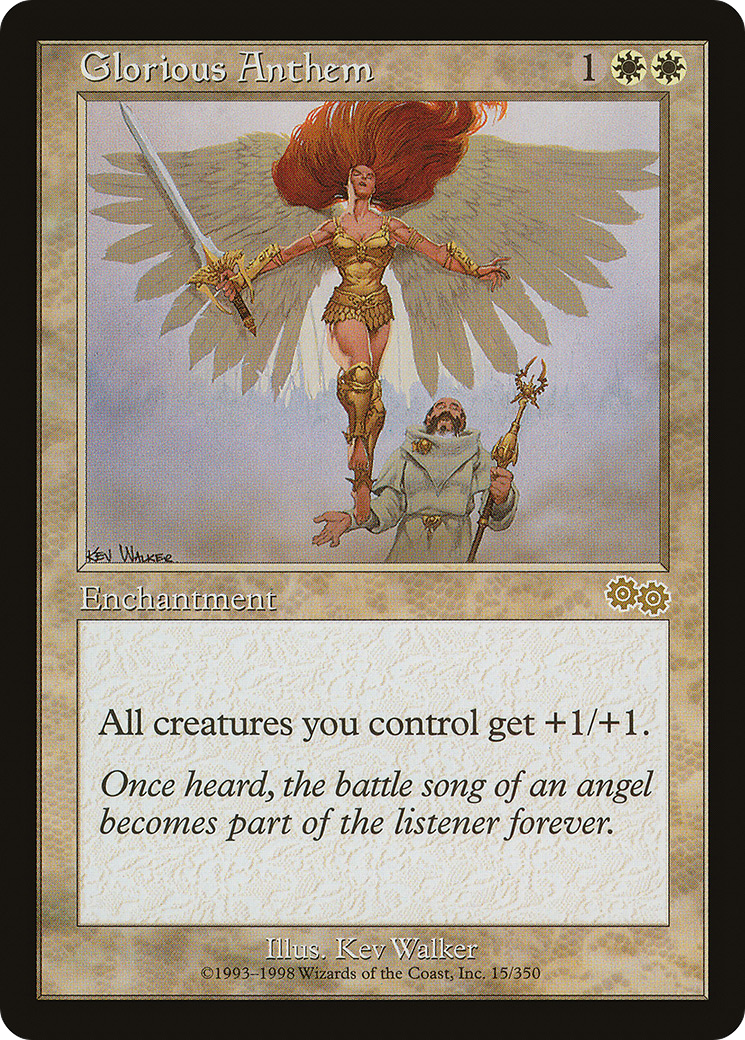 Glorious Anthem 1
KEV WALKER
Enchantment
All creatures you control get +1/+1.
Once heard, the battle song of an angel
becomes part of the listener forever.
Illus. Kev Walker
©1993–1998 Wizards of the Coast, Inc. 15/350